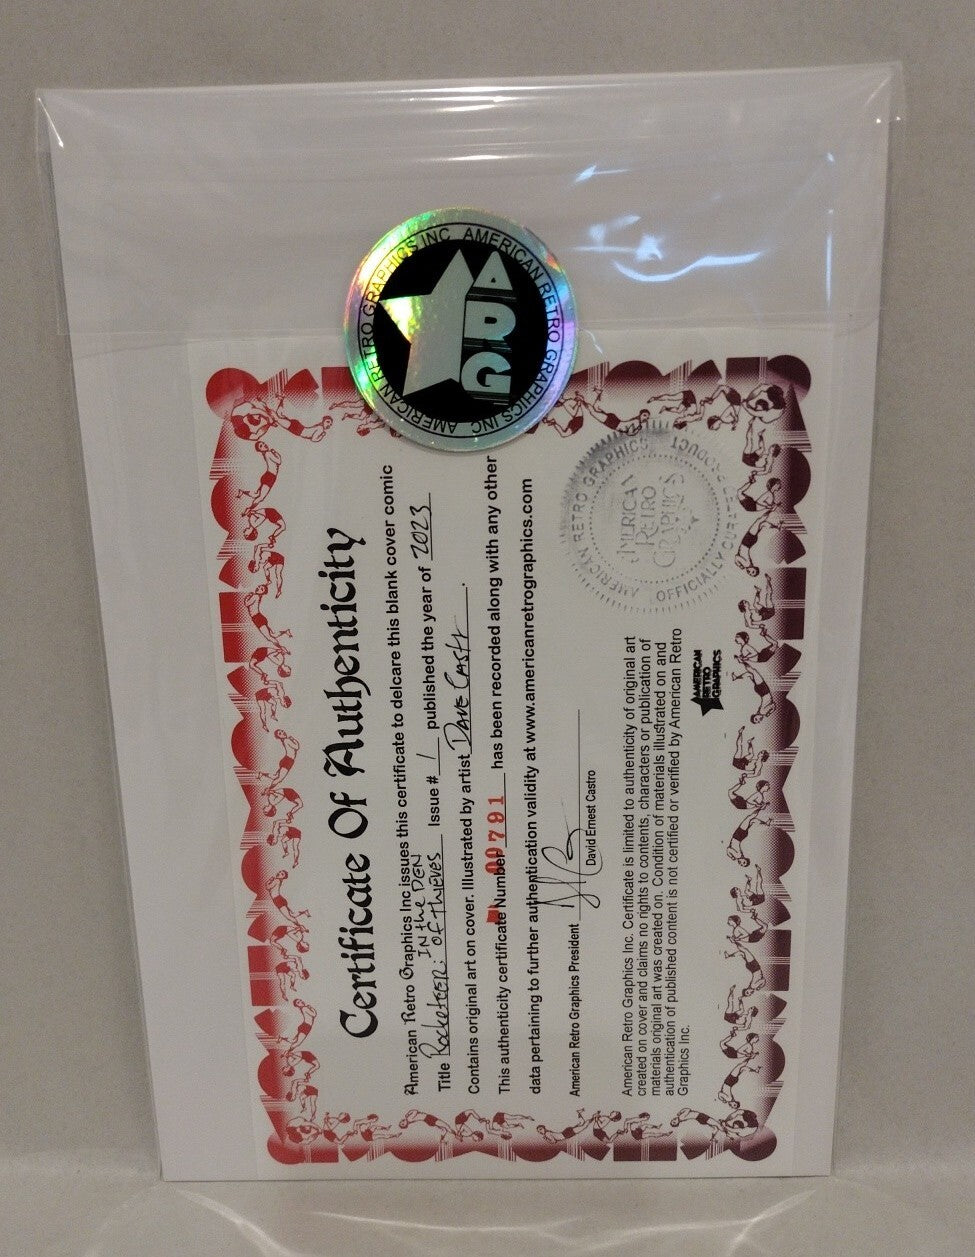 AMERICAN RETRO GRAPHICS INC AMERICAN RETRO GRAPHICS INC
ARG
Certificate Of Authenticity
American Retro Graphics Inc issues this certificate to delcare this blank cover comic
Title Rocketeer: In the Den of Thieves Issue # 1 published the year of 2023
Contains original art on cover. Illustrated by artist Dave Castr.
This authenticity certificate Number 00791 has been recorded along with any other
data pertaining to further authentication validity at www.americanretrographics.com
American Retro Graphics President
David Ernest Castro
American Retro Graphics Inc. Certificate is limited to authenticity of original art
created on cover and claims no rights to contents, characters or publication of
materials original art was created on. Condition of materials illustrated on and
authentication of published content is not certified or verified by American Retro
Graphics Inc.
AMERICAN
RETRO
GRAPHICS
AMERICAN RETRO GRAPHICS
OFFICIALLY CURATED PRODUCT
AMERICAN
RETRO
GRAPHICS